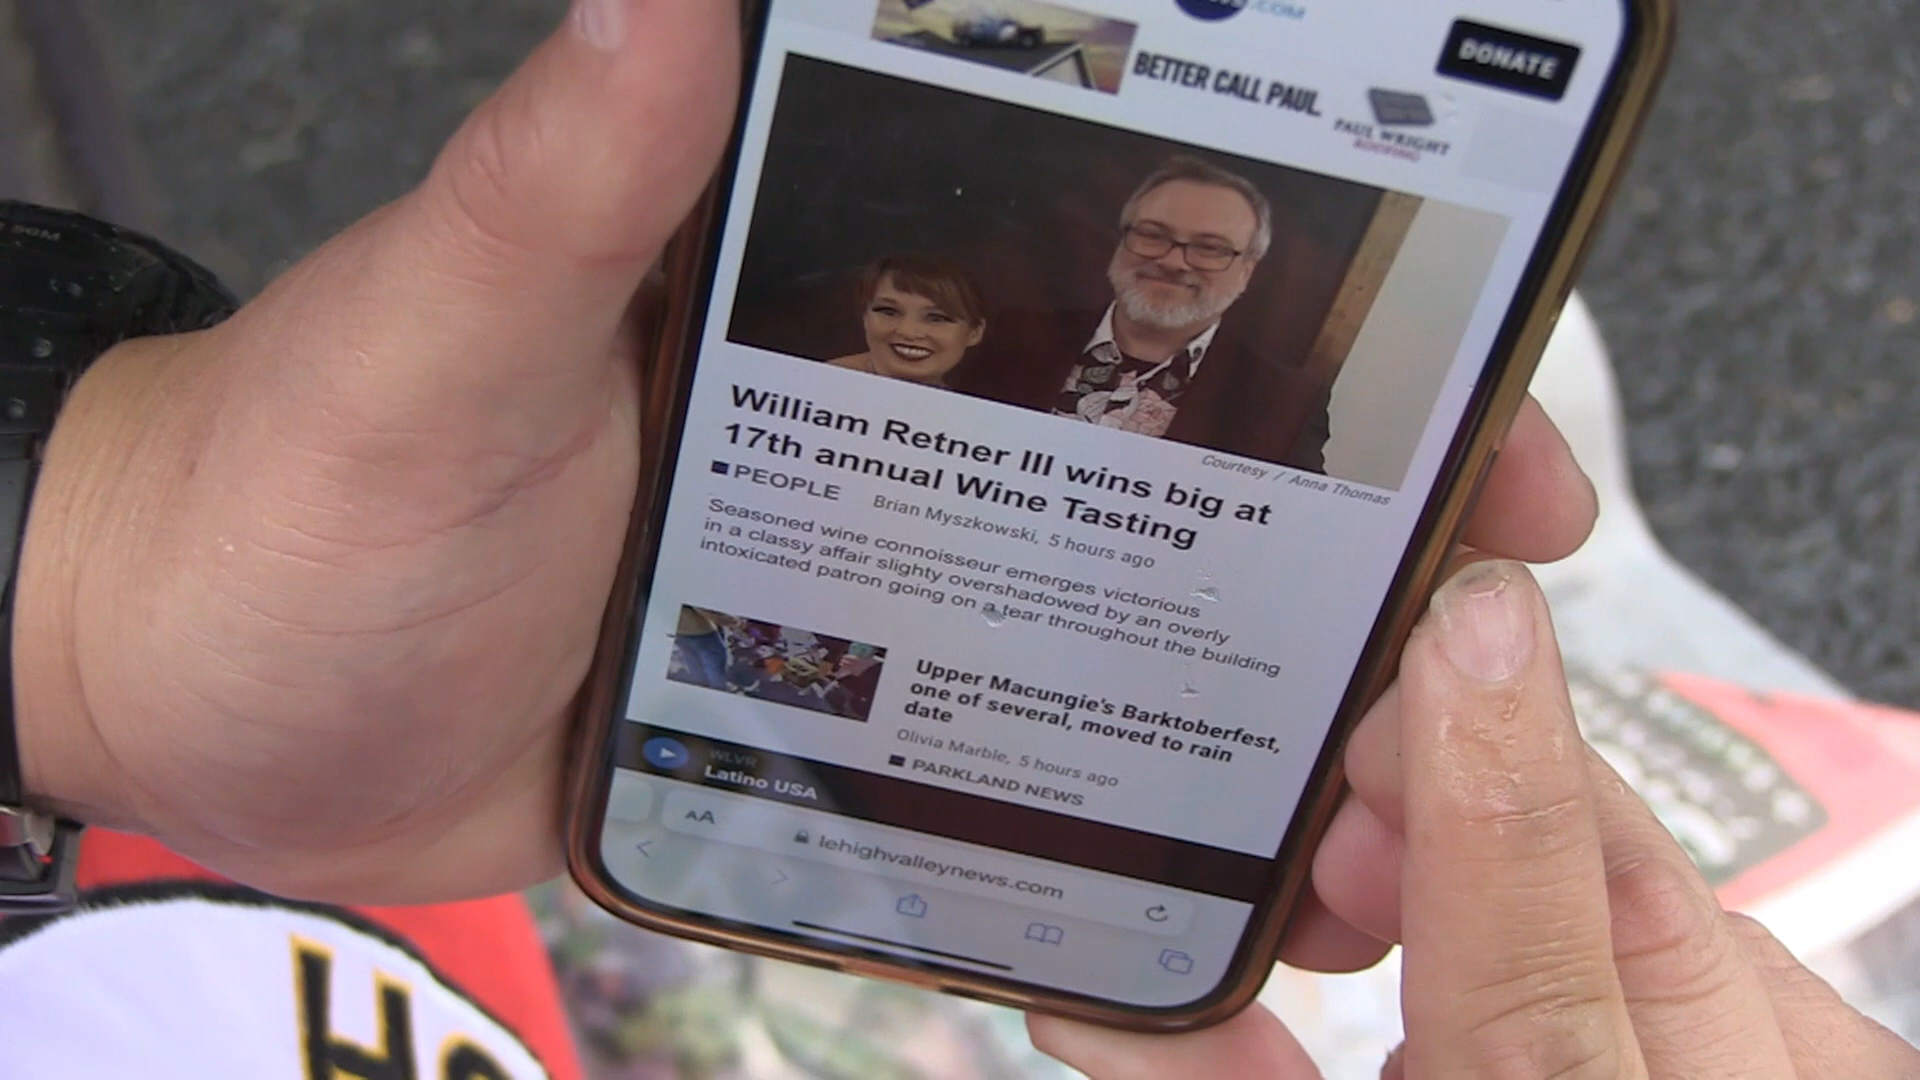 .COM
DONATE
BETTER CALL PAUL
PAUL WRIGHT
ROOFING
Courtesy / Anna Thomas
William Retner III wins big at
17th annual Wine Tasting
PEOPLE Brian Myszkowski, 5 hours ago
Seasoned wine connoisseur emerges victorious
in a classy affair slighty overshadowed by an overly
intoxicated patron going on a tear throughout the building
Upper Macungie's Barktoberfest,
one of several, moved to rain
date
Olivia Marble, 5 hours ago
PARKLAND NEWS
WLVR
Latino USA
AA lehighvalleynews.com